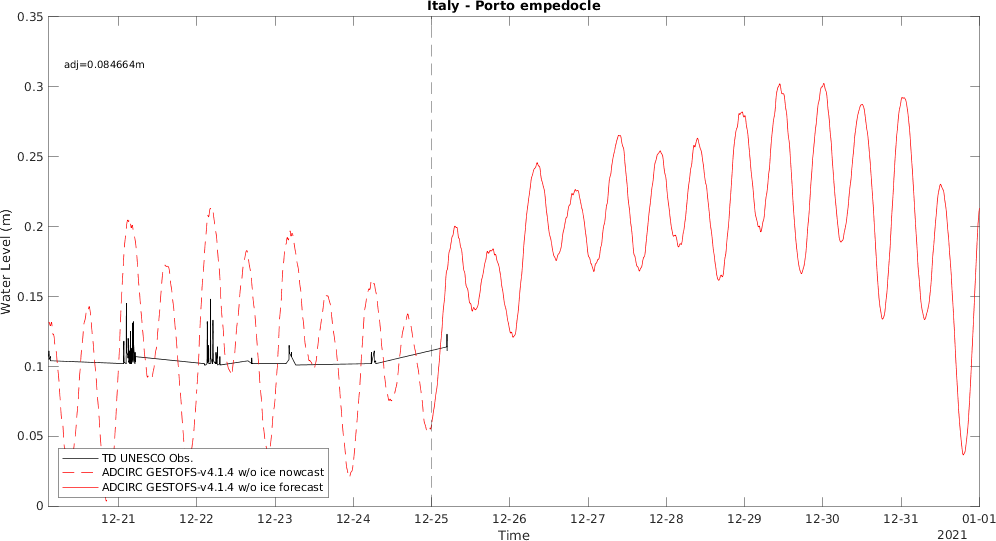 Italy - Porto empedocle
adj=0.084664m
Water Level (m)
0.35
0.3
0.25
0.2
0.15
0.1
0.05
0
TD UNESCO Obs.
ADCIRC GESTOFS-v4.1.4 w/o ice nowcast
ADCIRC GESTOFS-v4.1.4 w/o ice forecast
12-21 12-22 12-23 12-24 12-25 12-26 12-27 12-28 12-29 12-30 12-31 01-01
Time
2021